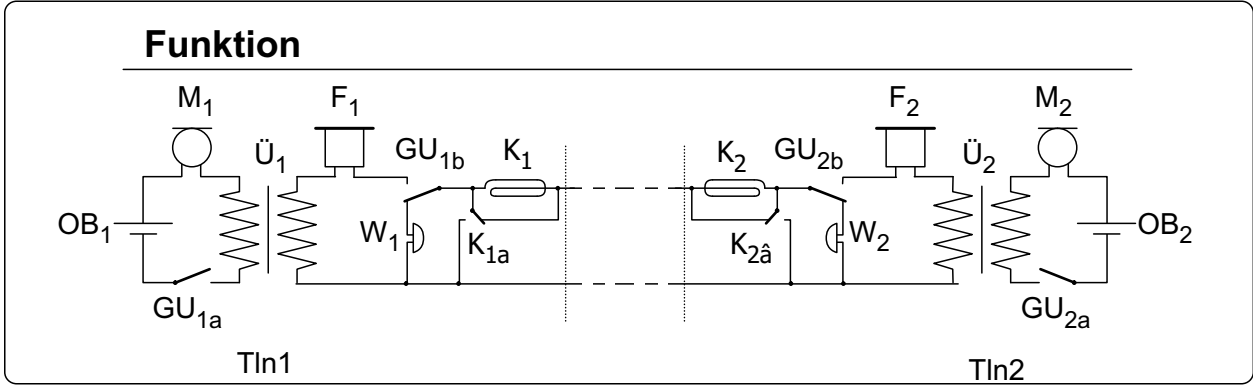 Funktion
M1 F1 F2 M2
Ü1 GU1b K1 K2 GU2b Ü2
OB1 W1 K1a K2â W2 OB2
GU1a GU2a
Tln1 Tln2